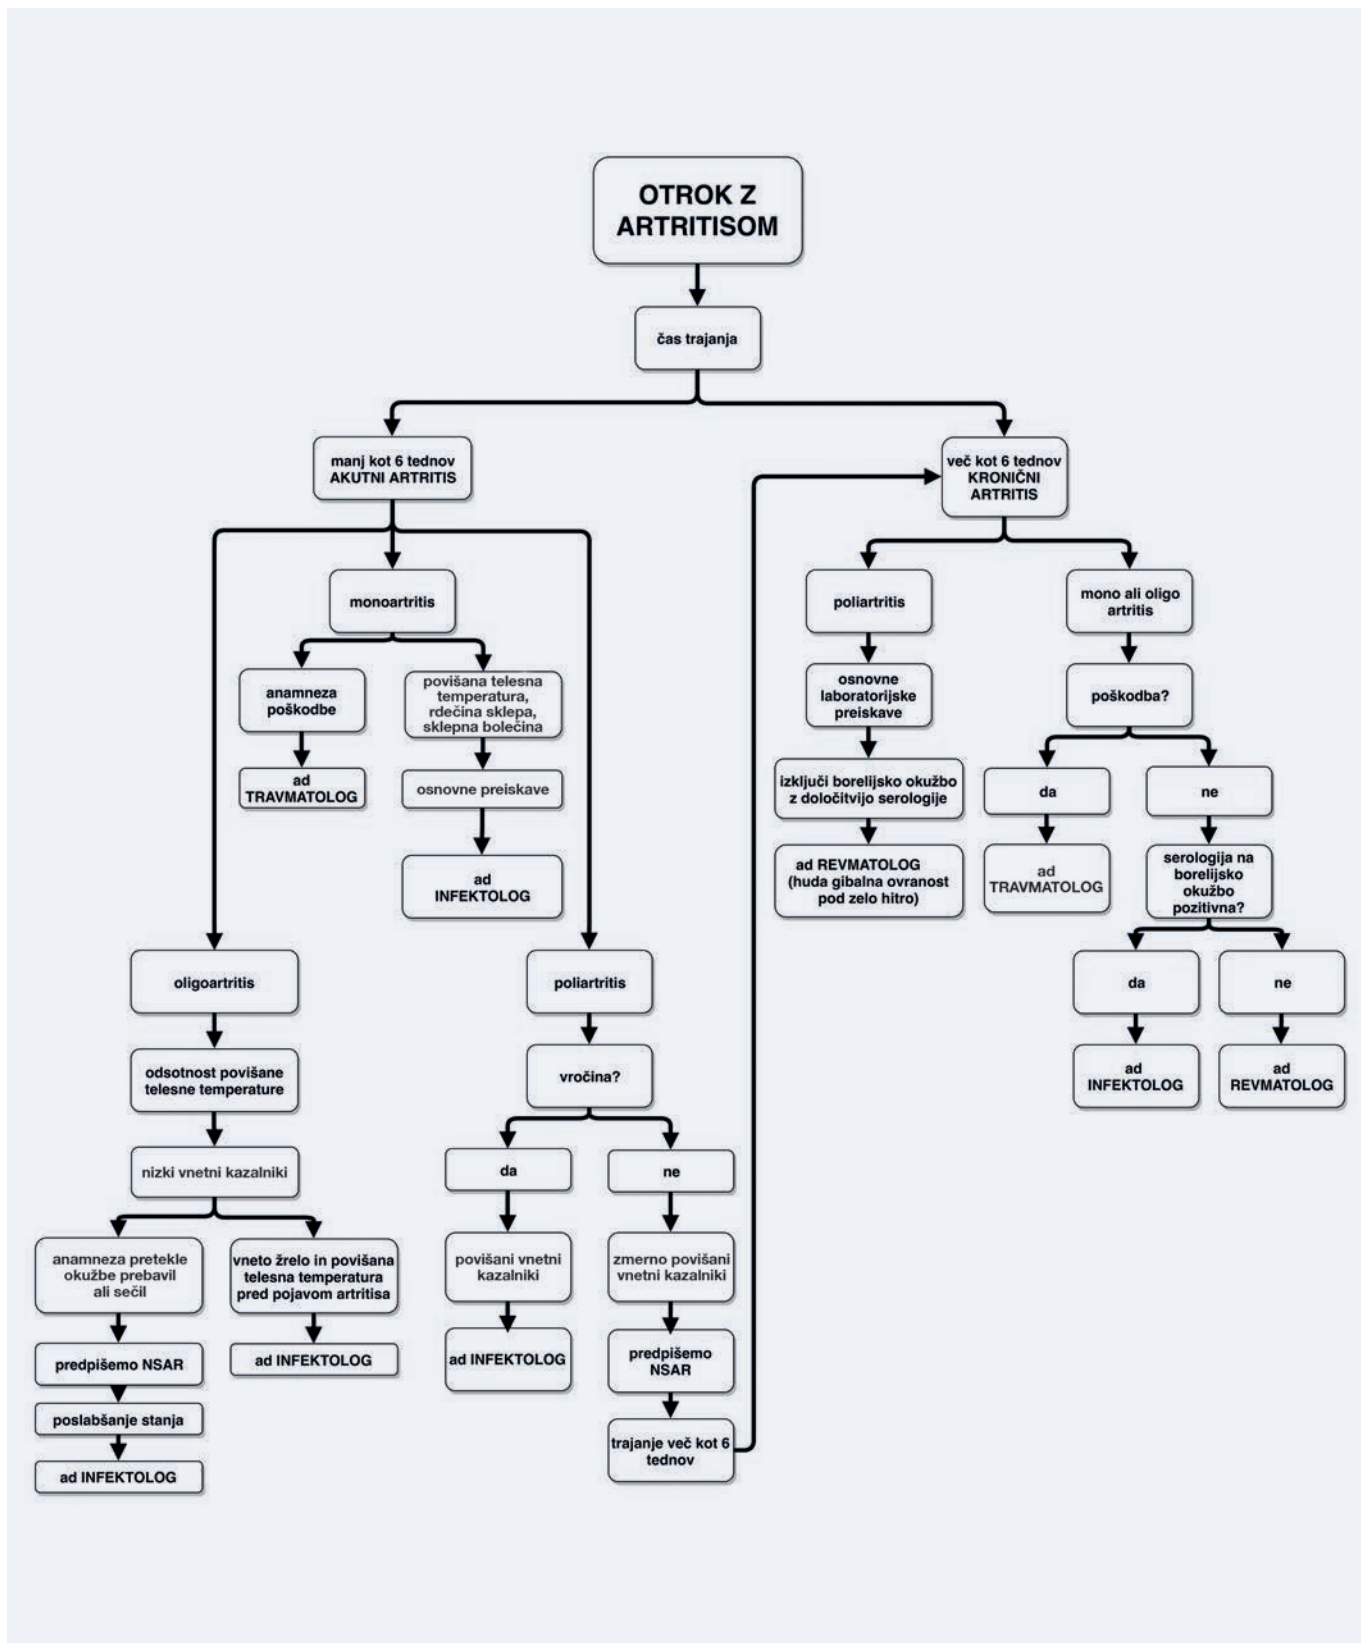 OTROK Z
ARTRITISOM
čas trajanja
manj kot 6 tednov
AKUTNI ARTRITIS
monoartritis
anamneza
poškodbe
ad
TRAVMATOLOG
povišana telesna
temperatura,
rdečina sklepa,
sklepna bolečina
osnovne preiskave
ad
INFEKTOLOG
oligoartritis
odsotnost povišane
telesne temperature
nizki vnetni kazalniki
anamneza pretekle
okužbe prebavil
ali sečil
predpišemo NSAR
poslabšanje stanja
ad INFEKTOLOG
vneto žrelo in povišana
telesna temperatura
pred pojavom artritisa
ad INFEKTOLOG
poliartritis
vročina?
da
povišani vnetni
kazalniki
ad INFEKTOLOG
ne
zmerno povišani
vnetni kazalniki
predpišemo
NSAR
trajanje več kot 6
tednov
več kot 6 tednov
KRONIČNI
ARTRITIS
poliartritis
osnovne
laboratorijske
preiskave
izključi borelijsko okužbo
z določitvijo serologije
ad REVMATOLOG
(huda gibalna ovranost
pod zelo hitro)
mono ali oligo
artritis
poškodba?
da
ad
TRAVMATOLOG
ne
serologija na
borelijsko
okužbo
pozitivna?
da
ad
INFEKTOLOG
ne
ad
REVMATOLOG